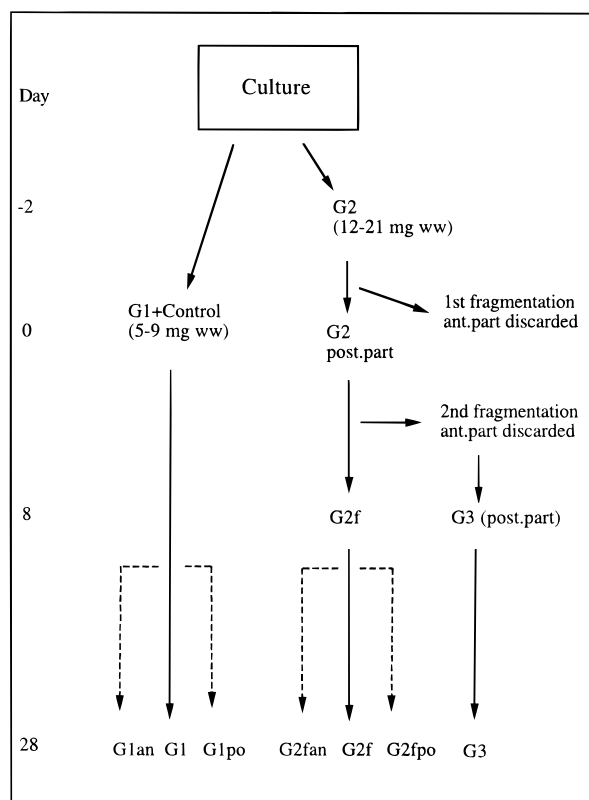 Culture
Day
-2
G2
(12-21 mg ww)
G1+Control
(5-9 mg ww)
1st fragmentation
ant.part discarded
0
G2
post.part
2nd fragmentation
ant.part discarded
8
G2f
G3 (post.part)
28
G1an G1 G1po G2fan G2f G2fpo G3